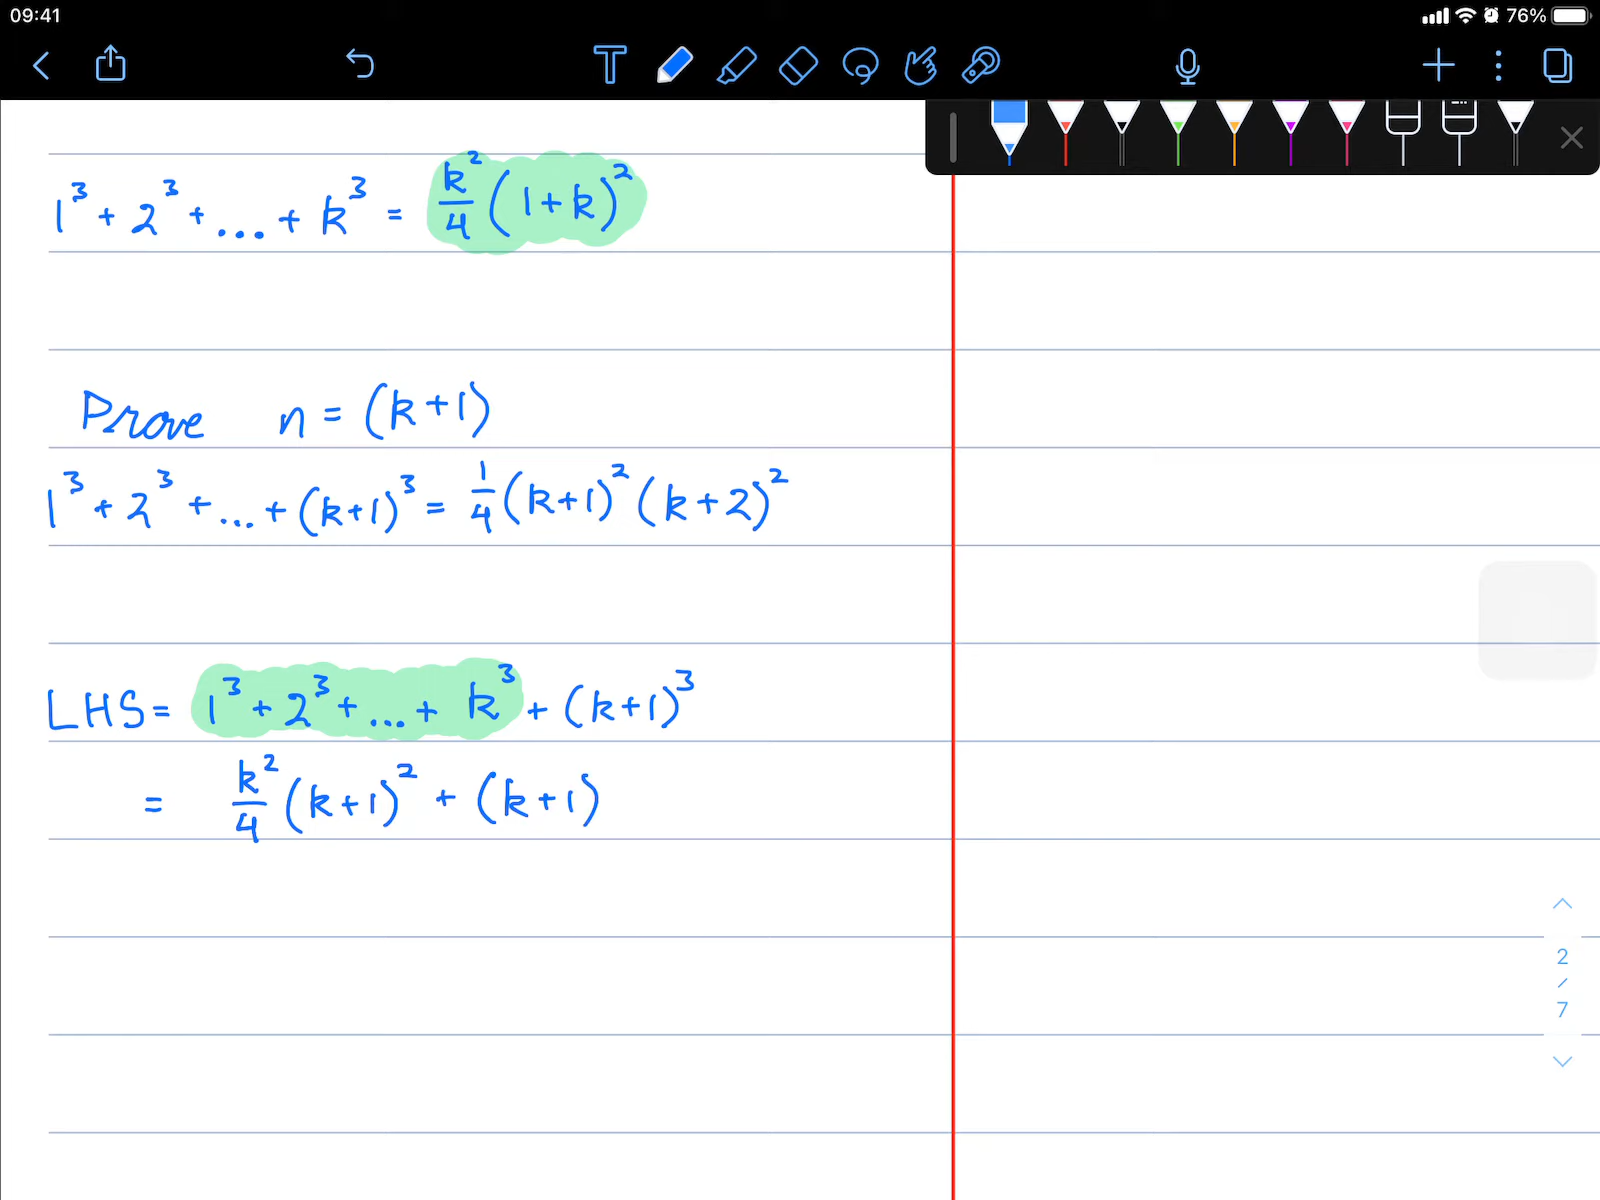 09:41 76%
1³ + 2³ + ... + k³ = k²/4 (1+k)²
Prove n = (k+1)
1³ + 2³ + ... + (k+1)³ = 1/4 (k+1)² (k+2)²
LHS = 1³ + 2³ + ... + k³ + (k+1)³
= k²/4 (k+1)² + (k+1)
2
/
7